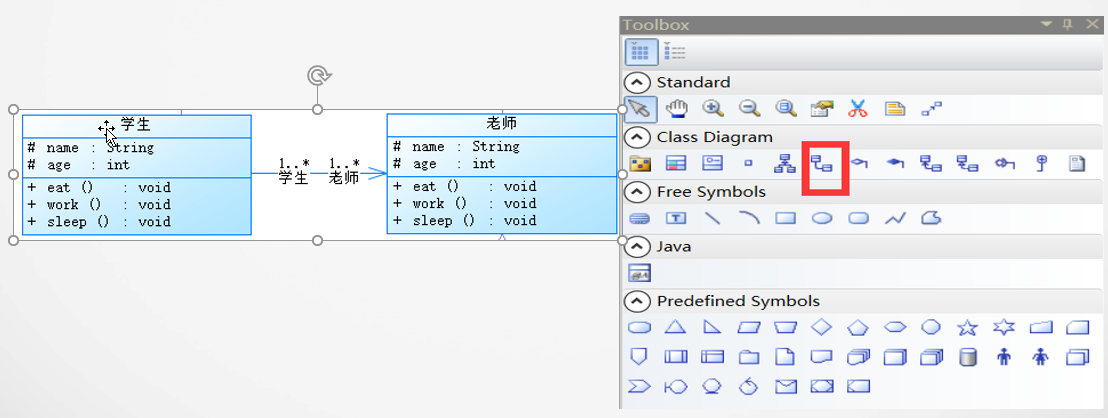 Toolbox
Standard
Class Diagram
Free Symbols
Java
Predefined Symbols
学生
# name : String
# age : int
+ eat () : void
+ work () : void
+ sleep () : void
1..* 1..*
学生 老师
老师
# name : String
# age : int
+ eat () : void
+ work () : void
+ sleep () : void